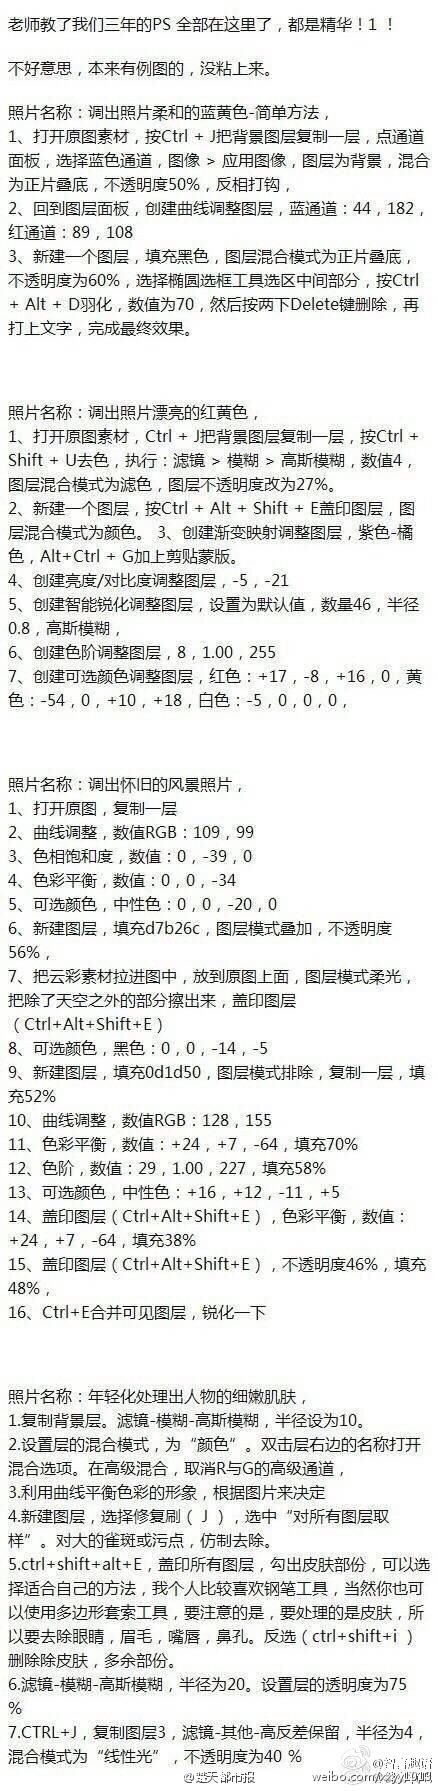 老师教了我们三年的PS 全部在这里了，都是精华！1 ！
不好意思，本来有例图的，没粘上来。
照片名称：调出照片柔和的蓝黄色-简单方法，
1、打开原图素材，按Ctrl + J把背景图层复制一层，点通道
面板，选择蓝色通道，图像 > 应用图像，图层为背景，混合
为正片叠底，不透明度50%，反相打钩，
2、回到图层面板，创建曲线调整图层，蓝通道：44，182，
红通道：89，108
3、新建一个图层，填充黑色，图层混合模式为正片叠底，
不透明度为60%，选择椭圆选框工具选区中间部分，按Ctrl
+ Alt + D羽化，数值为70，然后按两下Delete键删除，再
打上文字，完成最终效果。
照片名称：调出照片漂亮的红黄色，
1、打开原图素材，Ctrl + J把背景图层复制一层，按Ctrl +
Shift + U去色，执行：滤镜 > 模糊 > 高斯模糊，数值4，
图层混合模式为滤色，图层不透明度改为27%。
2、新建一个图层，按Ctrl + Alt + Shift + E盖印图层，图
层混合模式为颜色。 3、创建渐变映射调整图层，紫色-橘
色，Alt+Ctrl + G加上剪贴蒙版。
4、创建亮度/对比度调整图层，-5，-21
5、创建智能锐化调整图层，设置为默认值，数量46，半径
0.8，高斯模糊，
6、创建色阶调整图层，8，1.00，255
7、创建可选颜色调整图层，红色：+17，-8，+16，0，黄
色：-54，0，+10，+18，白色：-5，0，0，0，
照片名称：调出怀旧的风景照片，
1、打开原图，复制一层
2、曲线调整，数值RGB：109，99
3、色相饱和度，数值：0，-39，0
4、色彩平衡，数值：0，0，-34
5、可选颜色，中性色：0，0，-20，0
6、新建图层，填充d7b26c，图层模式叠加，不透明度
56%，
7、把云彩素材拉进图中，放到原图上面，图层模式柔光，
把除了天空之外的部分擦出来，盖印图层
（Ctrl+Alt+Shift+E）
8、可选颜色，黑色：0，0，-14，-5
9、新建图层，填充0d1d50，图层模式排除，复制一层，填
充52%
10、曲线调整，数值RGB：128，155
11、色彩平衡，数值：+24，+7，-64，填充70%
12、色阶，数值：29，1.00，227，填充58%
13、可选颜色，中性色：+16，+12，-11，+5
14、盖印图层（Ctrl+Alt+Shift+E），色彩平衡，数值：
+24，+7，-64，填充38%
15、盖印图层（Ctrl+Alt+Shift+E），不透明度46%，填充
48%，
16、Ctrl+E合并可见图层，锐化一下
照片名称：年轻化处理出人物的细嫩肌肤，
1.复制背景层。滤镜-模糊-高斯模糊，半径设为10。
2.设置层的混合模式，为“颜色”。双击层右边的名称打开
混合选项。在高级混合，取消R与G的高级通道，
3.利用曲线平衡色彩的形象，根据图片来决定
4.新建图层，选择修复刷（Ｊ），选中“对所有图层取
样”。对大的雀斑或污点，仿制去除。
5.ctrl+shift+alt+E，盖印所有图层，勾出皮肤部份，可以选
择适合自己的方法，我个人比较喜欢钢笔工具，当然你也可
以使用多边形套索工具，要注意的是，要处理的是皮肤，所
以要去除眼睛，眉毛，嘴唇，鼻孔。反选（ctrl+shift+i ）
删除除皮肤，多余部份。
6.滤镜-模糊-高斯模糊，半径为20。设置层的透明度为75
%
7.CTRL+J，复制图层3，滤镜-其他-高反差保留，半径为4，
混合模式为“线性光”，不透明度为40 %
@楚天都市报